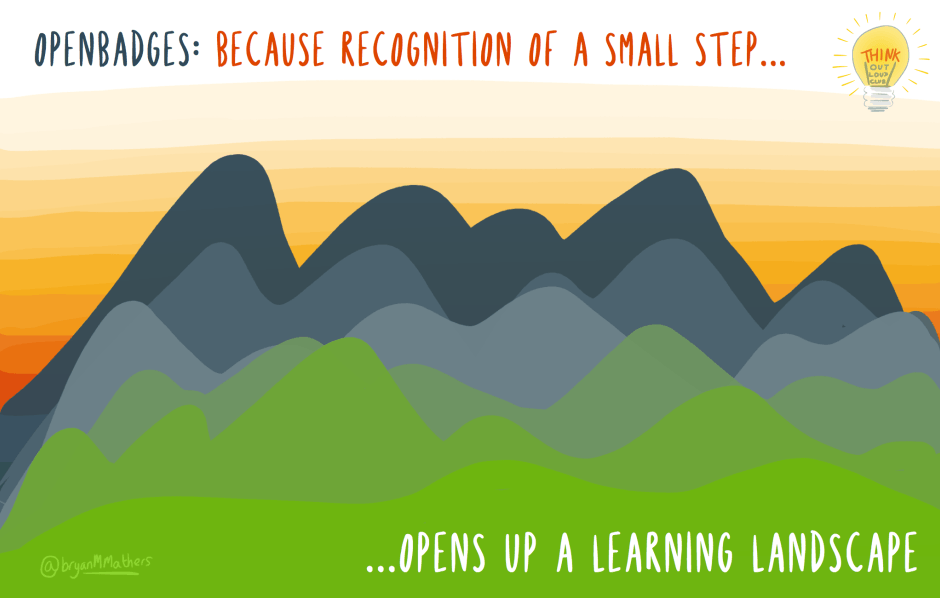 OPENBADGES: BECAUSE RECOGNITION OF A SMALL STEP...
THINK
OUT
LOUD
CLUB
...OPENS UP A LEARNING LANDSCAPE
@bryanMMathers